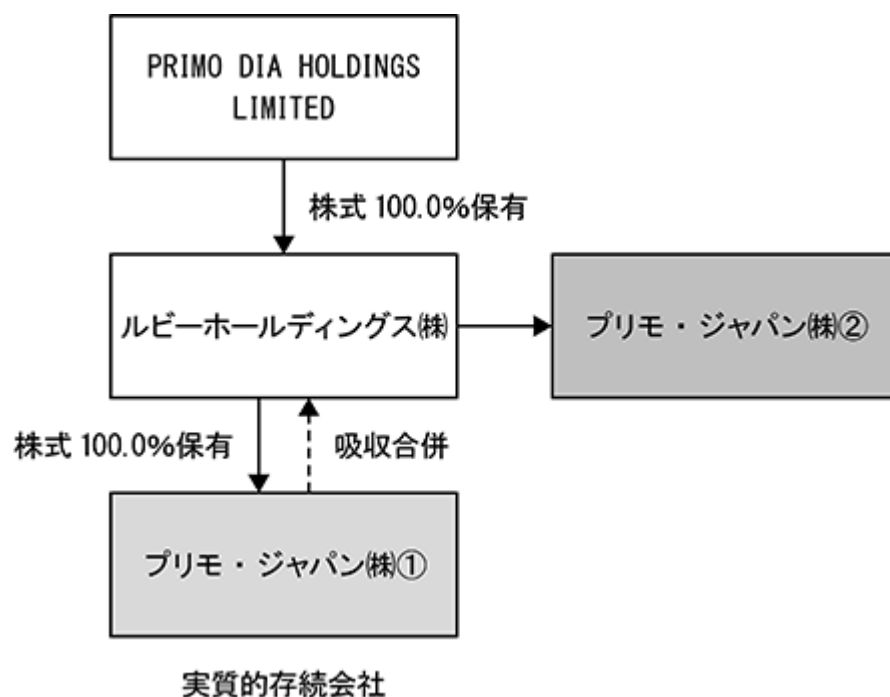 PRIMO DIA HOLDINGS
LIMITED
株式 100.0%保有
ルビーホールディングス㈱
プリモ・ジャパン㈱②
株式 100.0%保有
吸収合併
プリモ・ジャパン㈱①
実質的存続会社